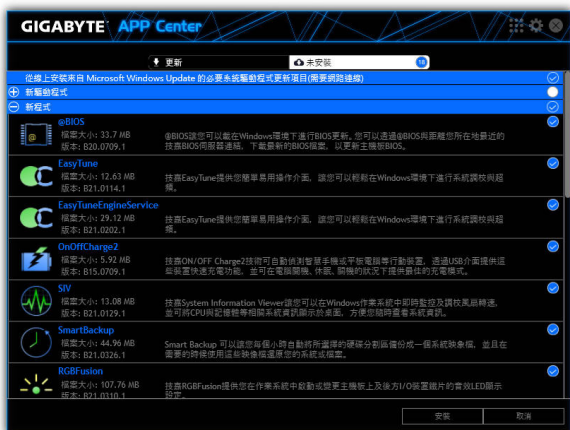 GIGABYTE APP Center
更新
未安裝 18
從線上安裝來自 Microsoft Windows Update 的必要系統驅動程式更新項目(需要網路連線)
新驅動程式
新程式
@BIOS
檔案大小: 33.7 MB
版本: B20.0709.1
@BIOS讓您可以載在Windows環境下進行BIOS更新。您可以透過@BIOS與距離您所在地最近的
技嘉BIOS伺服器連結，下載最新的BIOS檔案，以更新主機板BIOS。
EasyTune
檔案大小: 12.63 MB
版本: B21.0114.1
技嘉EasyTune提供您簡單易用操作介面，讓您可以輕鬆在Windows環境下進行系統調校與超
頻。
EasyTuneEngineService
檔案大小: 29.12 MB
版本: B21.0202.1
技嘉EasyTune提供您簡單易用操作介面，讓您可以輕鬆在Windows環境下進行系統調校與超
頻。
OnOffCharge2
檔案大小: 5.92 MB
版本: B15.0709.1
技嘉ON/OFF Charge2技術可自動偵測智慧手機或平板電腦等行動裝置，透過USB介面提供這
些裝置快速充電功能，並可在電腦開機、休眠、關機的狀況下提供最佳的充電模式。
SIV
檔案大小: 13.08 MB
版本: B21.0129.1
技嘉System Information Viewer讓您可以在Windows作業系統中即時監控及調校風扇轉速，
並可將CPU與記憶體等相關系統資訊顯示於桌面，方便您隨時查看系統資訊。
SmartBackup
檔案大小: 44.96 MB
版本: B21.0326.1
Smart Backup 可以讓您每個小時自動將所選擇的硬碟分割區備份成一個系統映像檔，並且在
需要的時候使用這些映像檔還原您的系統或檔案。
RGBFusion
檔案大小: 107.76 MB
版本: B21.0310.1
技嘉RGBFusion提供您在作業系統中啟動或變更主機板上及後方I/O裝置鐵片的音效LED顯示
設定。
安裝
取消